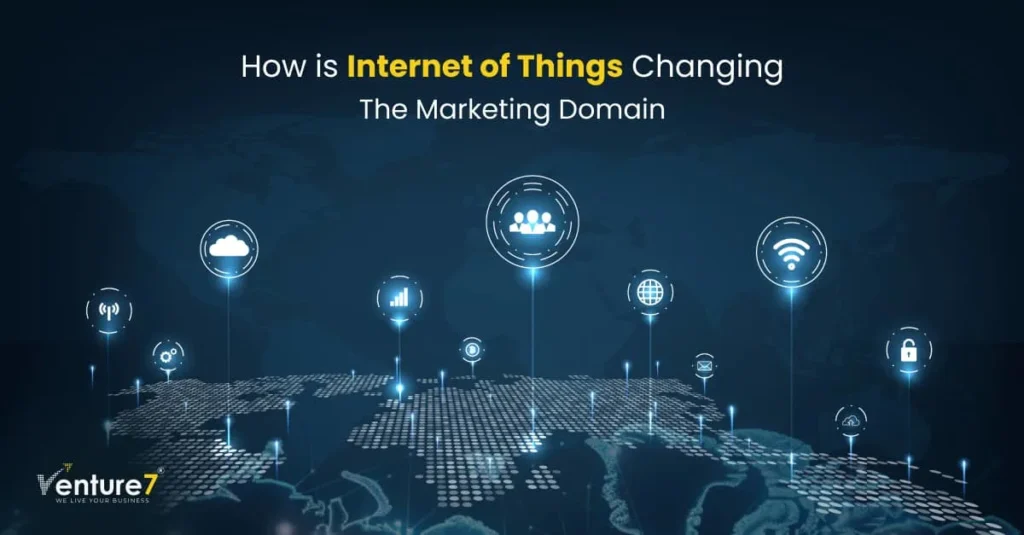 How is Internet of Things Changing
The Marketing Domain
Venture7®
WE LIVE YOUR BUSINESS